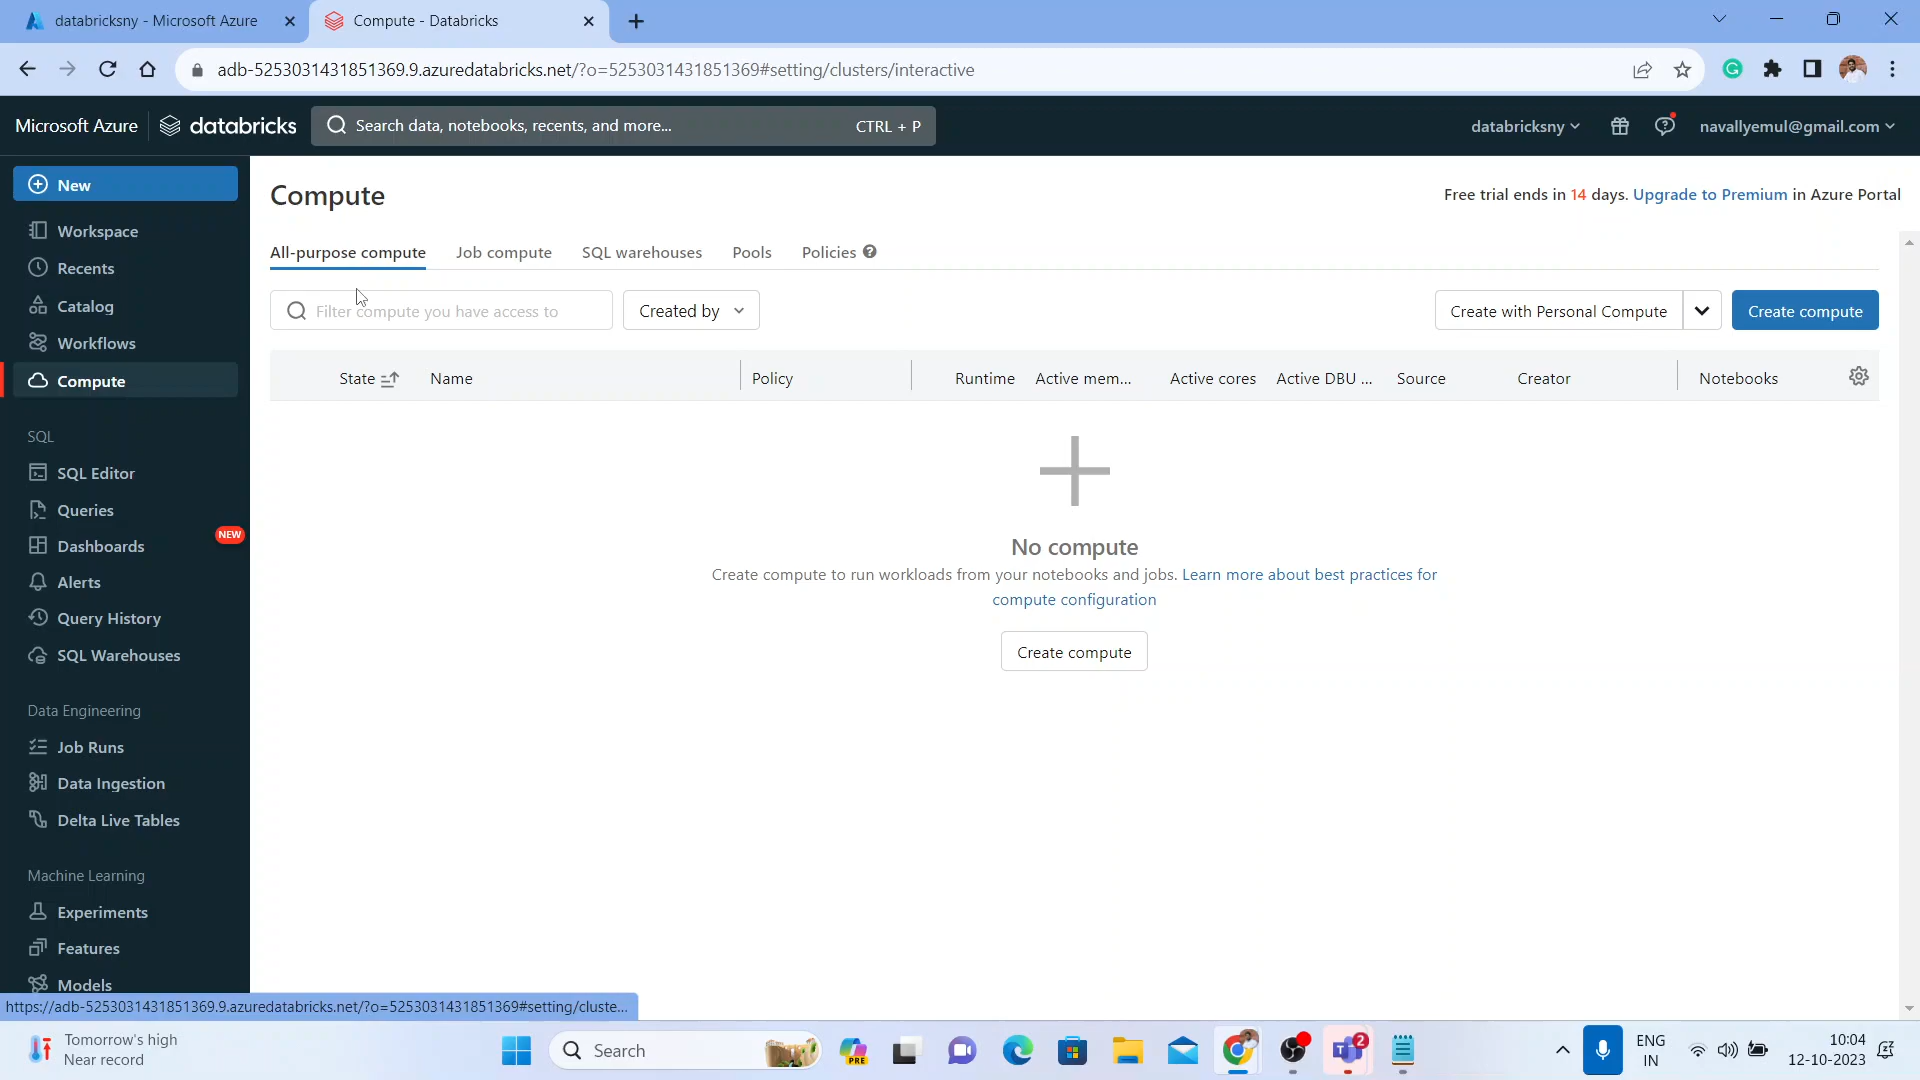 databricksny - Microsoft Azure
Compute - Databricks
adb-5253031431851369.9.azuredatabricks.net/?o=5253031431851369#setting/clusters/interactive
Microsoft Azure
databricks
Search data, notebooks, recents, and more...
CTRL + P
databricksny
navallyemul@gmail.com
New
Workspace
Recents
Catalog
Workflows
Compute
SQL
SQL Editor
Queries
Dashboards
NEW
Alerts
Query History
SQL Warehouses
Data Engineering
Job Runs
Data Ingestion
Delta Live Tables
Machine Learning
Experiments
Features
Models
Compute
Free trial ends in 14 days. Upgrade to Premium in Azure Portal
All-purpose compute
Job compute
SQL warehouses
Pools
Policies
Filter compute you have access to
Created by
Create with Personal Compute
Create compute
State
Name
Policy
Runtime
Active mem...
Active cores
Active DBU ...
Source
Creator
Notebooks
No compute
Create compute to run workloads from your notebooks and jobs. Learn more about best practices for
compute configuration
Create compute
https://adb-5253031431851369.9.azuredatabricks.net/?o=5253031431851369#setting/cluste...
Tomorrow's high
Near record
Search
PRE
2
ENG
IN
10:04
12-10-2023